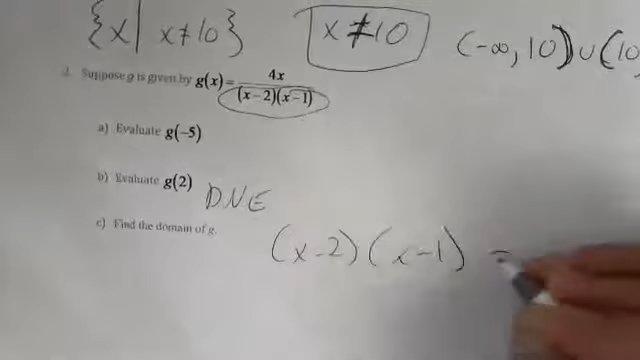 {x | x≠10} x≠10 (-∞, 10) ∪ (10,
2. Suppose g is given by g(x) = 4x / (x-2)(x-1)
a) Evaluate g(-5)
b) Evaluate g(2) DNE
c) Find the domain of g.
(x-2)(x-1) =